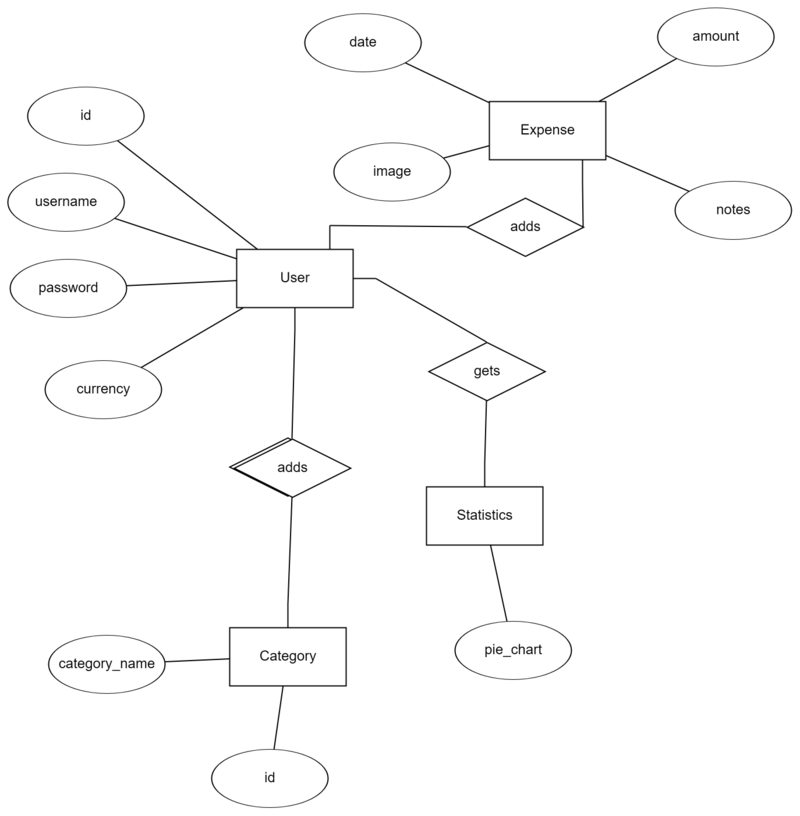 date
amount
id
Expense
image
username
notes
adds
User
password
gets
currency
adds
Statistics
category_name
Category
pie_chart
id